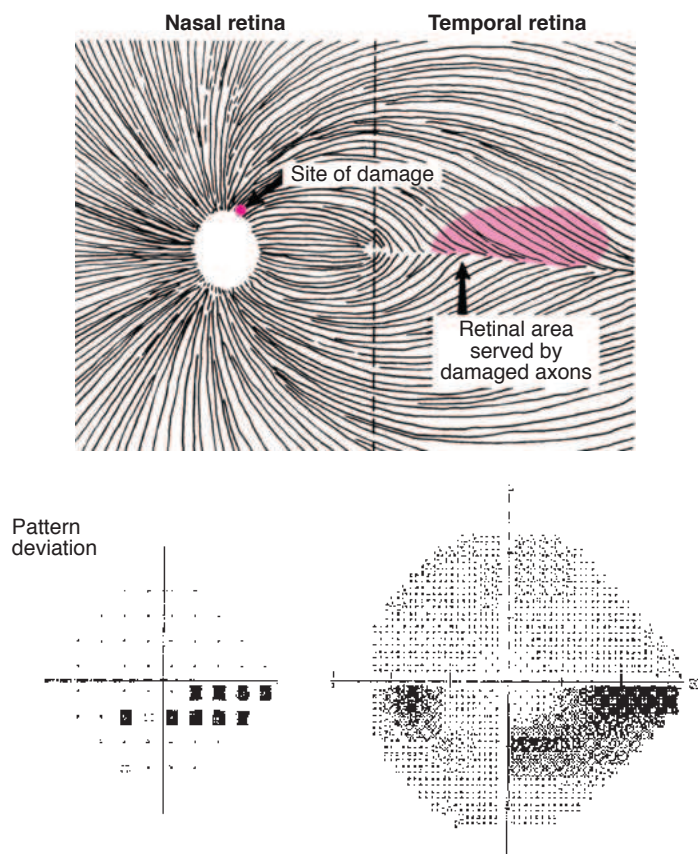 Nasal retina
Temporal retina
Site of damage
Retinal area
served by
damaged axons
Pattern
deviation